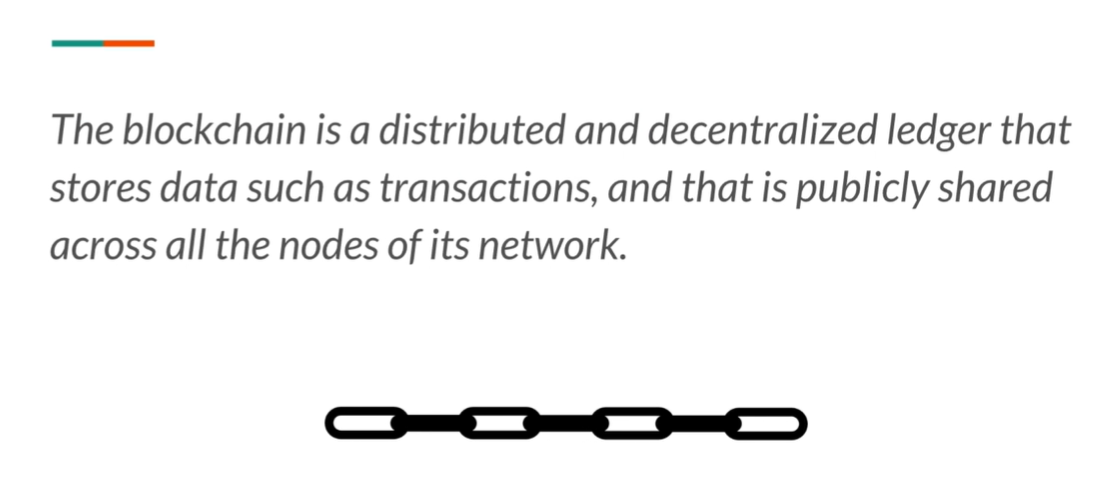 The blockchain is a distributed and decentralized ledger that
stores data such as transactions, and that is publicly shared
across all the nodes of its network.